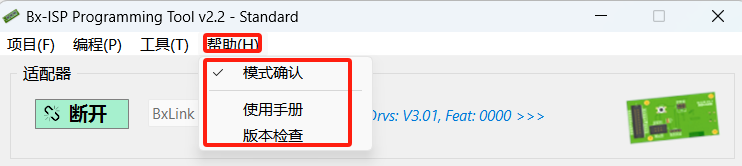 Bx-ISP Programming Tool v2.2 - Standard
项目(F) 编程(P) 工具(T) 帮助(H)
适配器
✓ 模式确认
断开 BxLink
使用手册
Drvs: V3.01, Feat: 0000 >>>
版本检查